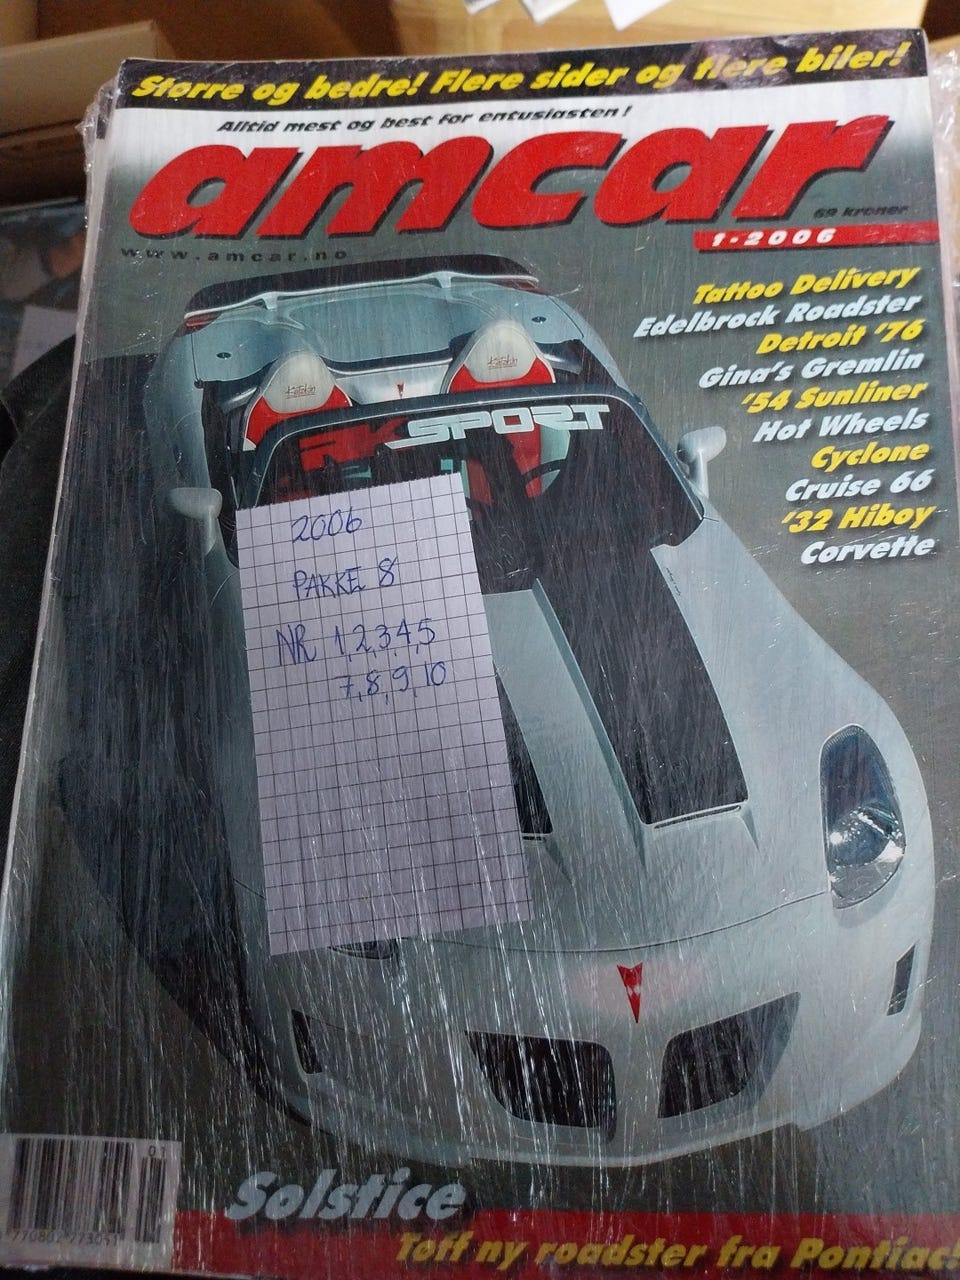 Større og bedre! Flere sider og flere biler!
Alltid mest og best for entusiasten!
amcar
69 kroner
1-2006
www.amcar.no
Tattoo Delivery
Edelbrock Roadster
Detroit '76
Gina's Gremlin
'54 Sunliner
Hot Wheels
Cyclone
Cruise 66
'32 Hiboy
Corvette
RKSPORT
2006
PAKKE 8
NR 1,2,3,4,5
7,8,9,10
01
Solstice
Tøff ny roadster fra Pontiac!